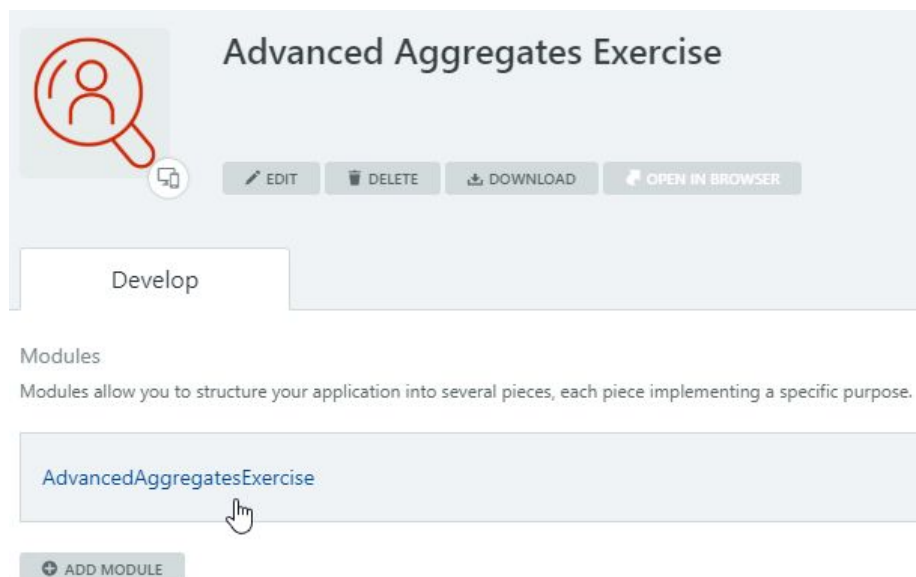 Advanced Aggregates Exercise
EDIT DELETE DOWNLOAD OPEN IN BROWSER
Develop
Modules
Modules allow you to structure your application into several pieces, each piece implementing a specific purpose.
AdvancedAggregatesExercise
ADD MODULE